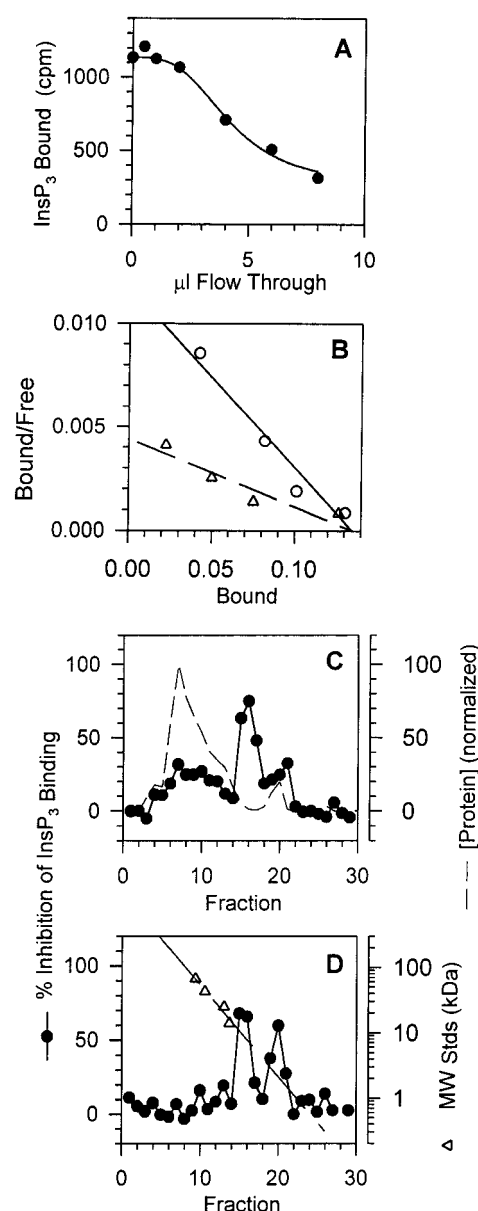 A
1000
500
0
InsP3 Bound (cpm)
0 5 10
µl Flow Through
B
0.010
0.005
0.000
Bound/Free
0.00 0.05 0.10
Bound
C
100
50
0
100
50
0
0 10 20 30
Fraction
% Inhibition of InsP3 Binding
[Protein] (normalized)
D
100
50
0
100
10
1
MW Stds (kDa)
0 10 20 30
Fraction